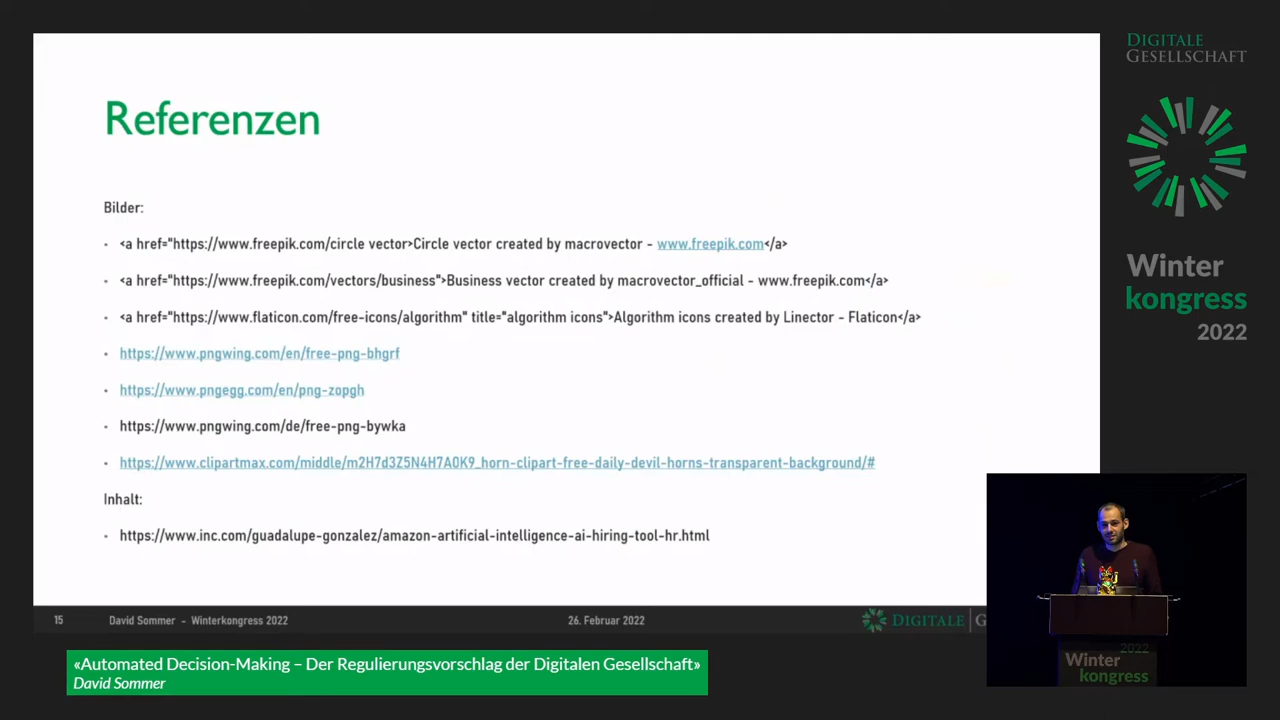 Referenzen
Bilder:
• <a href="https://www.freepik.com/circle vector>Circle vector created by macrovector - www.freepik.com</a>
• <a href="https://www.freepik.com/vectors/business">Business vector created by macrovector_official - www.freepik.com</a>
• <a href="https://www.flaticon.com/free-icons/algorithm" title="algorithm icons">Algorithm icons created by Linector - Flaticon</a>
• https://www.pngwing.com/en/free-png-bhgrf
• https://www.pngegg.com/en/png-zopgh
• https://www.pngwing.com/de/free-png-bywka
• https://www.clipartmax.com/middle/m2H7d3Z5N4H7A0K9_horn-clipart-free-daily-devil-horns-transparent-background/#
Inhalt:
• https://www.inc.com/guadalupe-gonzalez/amazon-artificial-intelligence-ai-hiring-tool-hr.html
15 David Sommer - Winterkongress 2022 26. Februar 2022 DIGITALE | G
DIGITALE
GESELLSCHAFT
Winter
kongress
2022
2022
Winter
kongress
«Automated Decision-Making – Der Regulierungsvorschlag der Digitalen Gesellschaft»
David Sommer